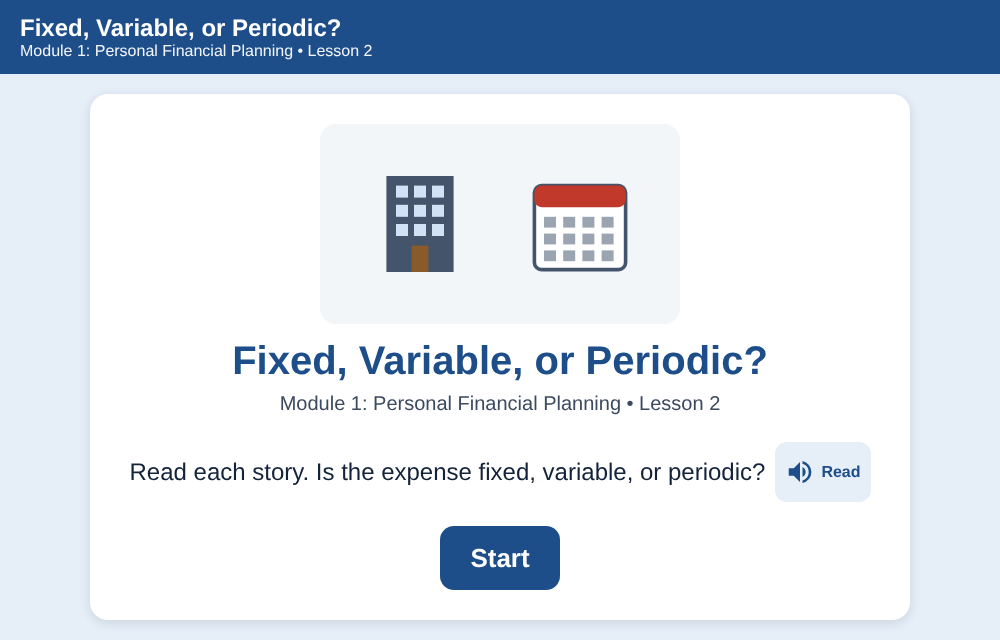 Fixed, Variable, or Periodic?
Module 1: Personal Financial Planning • Lesson 2
Fixed, Variable, or Periodic?
Module 1: Personal Financial Planning • Lesson 2
Read each story. Is the expense fixed, variable, or periodic?
Read
Start